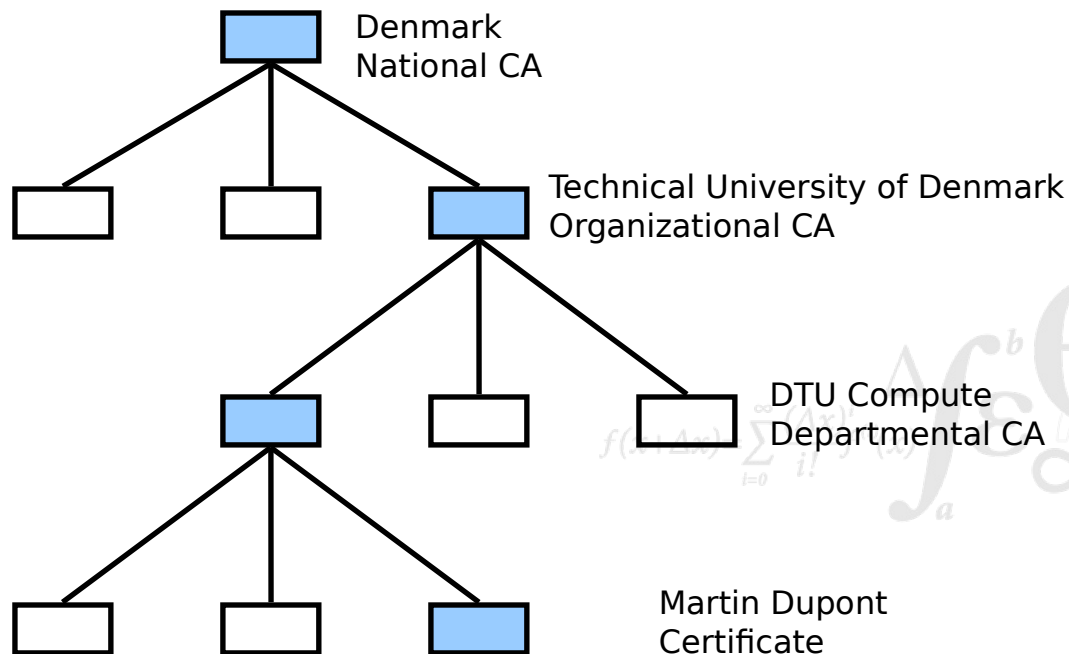 Denmark
National CA
Technical University of Denmark
Organizational CA
DTU Compute
Departmental CA
Martin Dupont
Certificate